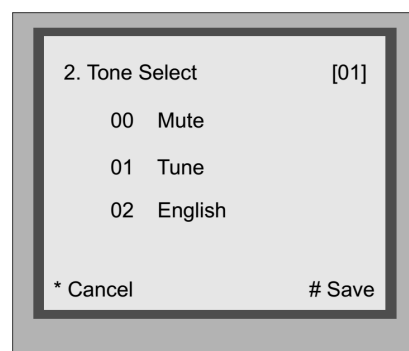 2. Tone Select [01]
00 Mute
01 Tune
02 English
* Cancel # Save